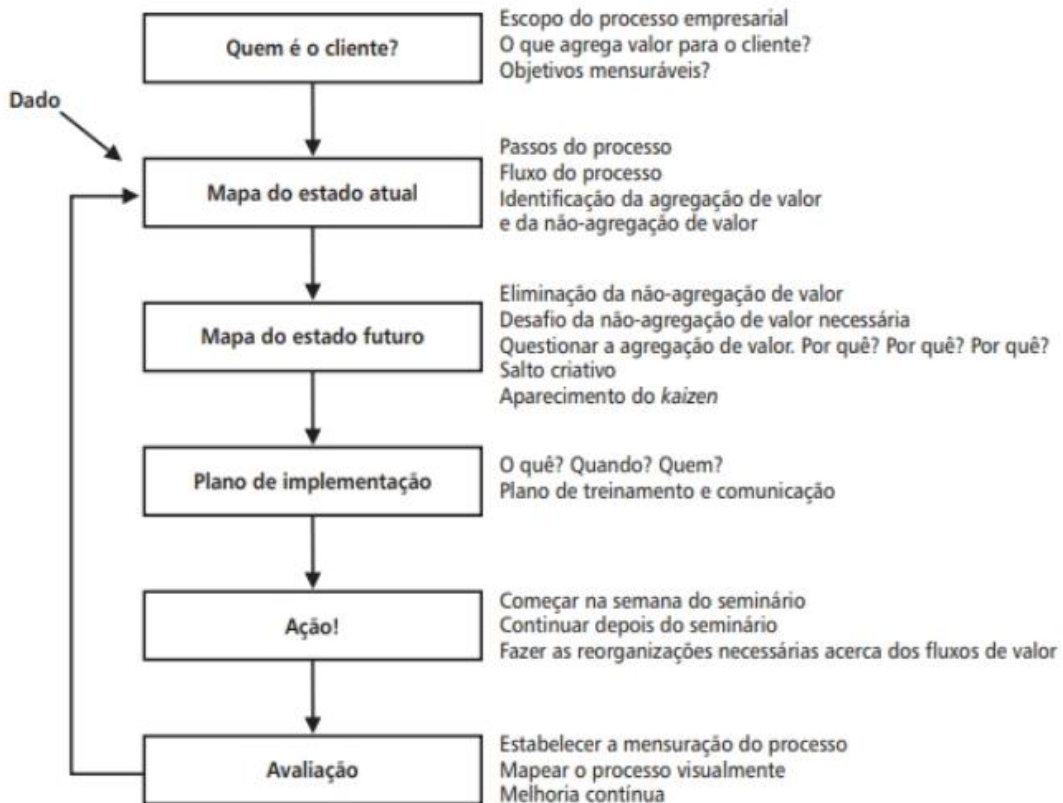 Quem é o cliente?
Escopo do processo empresarial
O que agrega valor para o cliente?
Objetivos mensuráveis?
Dado
Mapa do estado atual
Passos do processo
Fluxo do processo
Identificação da agregação de valor
e da não-agregação de valor
Mapa do estado futuro
Eliminação da não-agregação de valor
Desafio da não-agregação de valor necessária
Questionar a agregação de valor. Por quê? Por quê? Por quê?
Salto criativo
Aparecimento do kaizen
Plano de implementação
O quê? Quando? Quem?
Plano de treinamento e comunicação
Ação!
Começar na semana do seminário
Continuar depois do seminário
Fazer as reorganizações necessárias acerca dos fluxos de valor
Avaliação
Estabelecer a mensuração do processo
Mapear o processo visualmente
Melhoria contínua